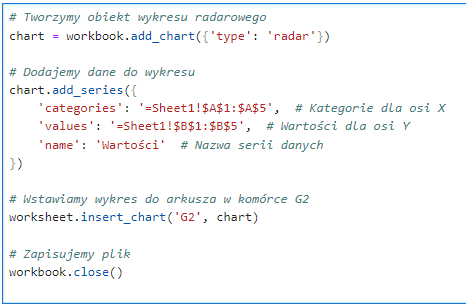 # Tworzymy obiekt wykresu radarowego
chart = workbook.add_chart({'type': 'radar'})
# Dodajemy dane do wykresu
chart.add_series({
    'categories': '=Sheet1!$A$1:$A$5',  # Kategorie dla osi X
    'values': '=Sheet1!$B$1:$B$5',  # Wartości dla osi Y
    'name': 'Wartości'  # Nazwa serii danych
})
# Wstawiamy wykres do arkusza w komórce G2
worksheet.insert_chart('G2', chart)
# Zapisujemy plik
workbook.close()